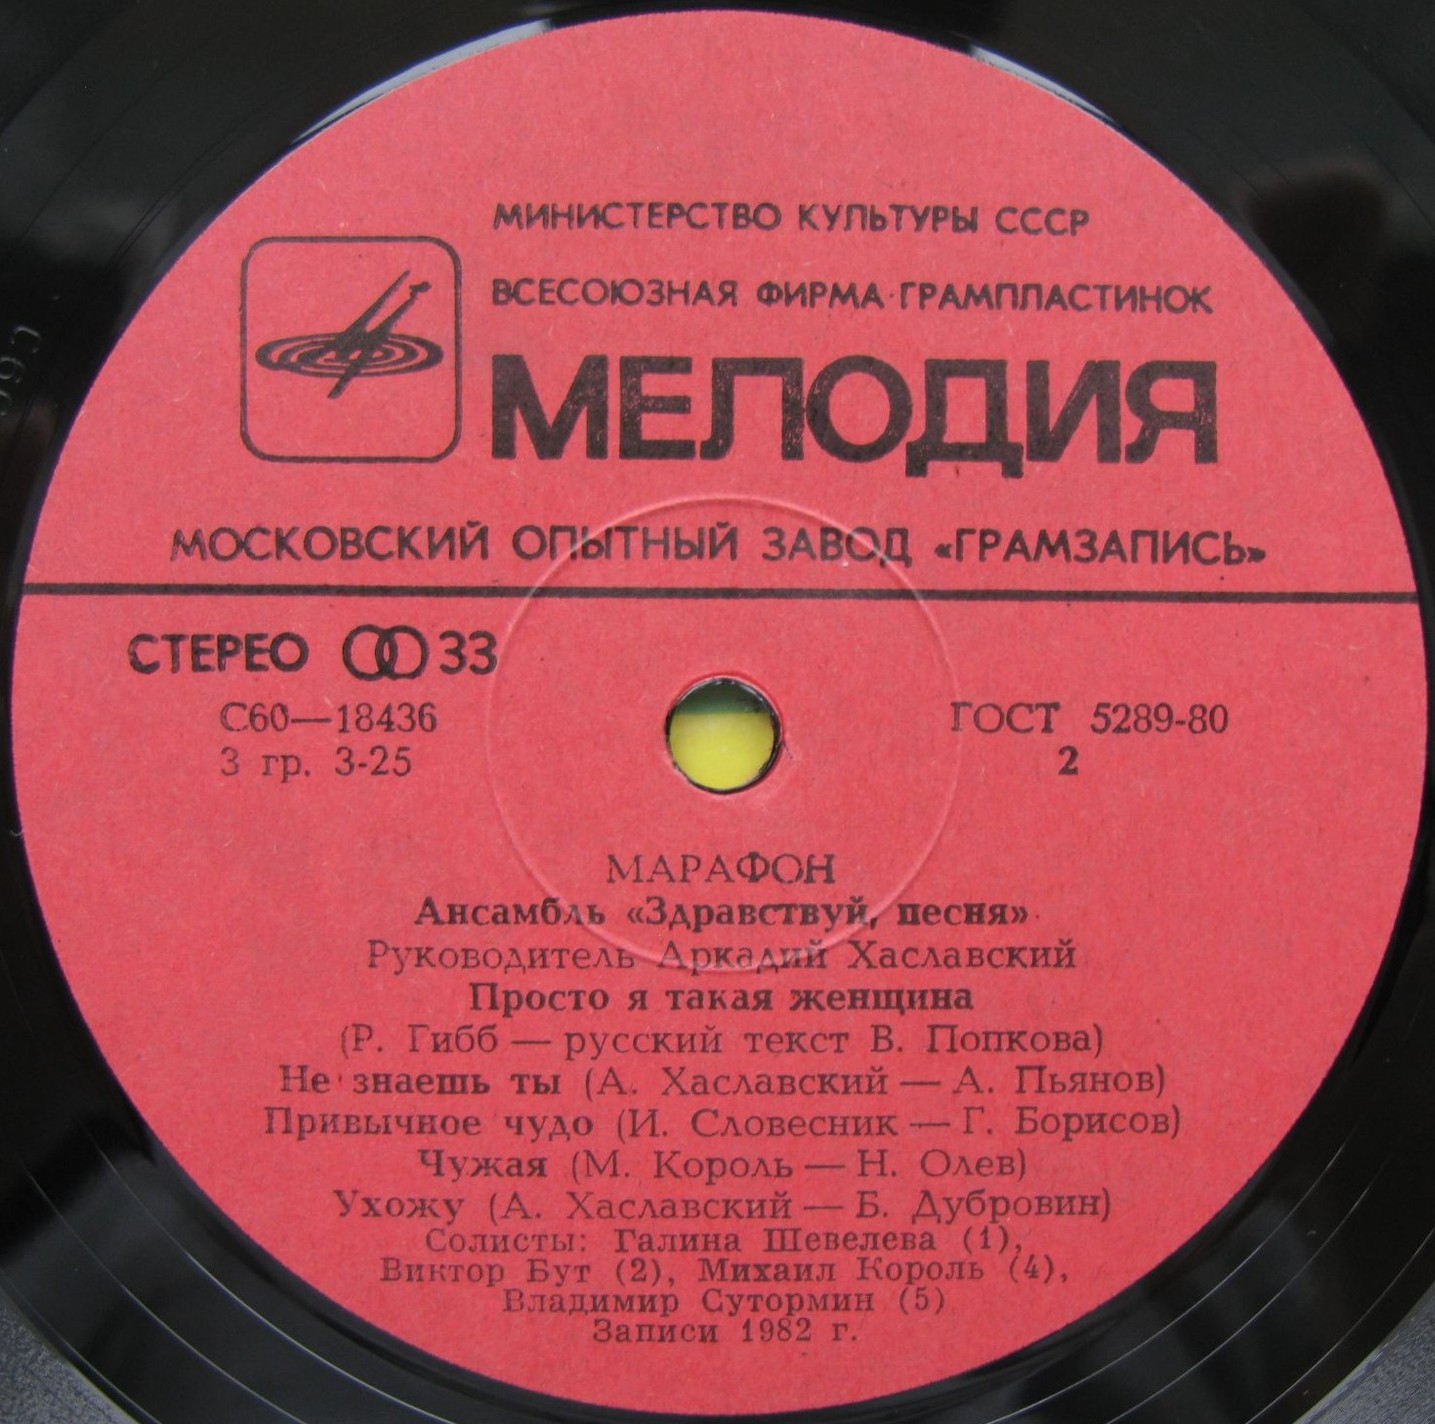 МИНИСТЕРСТВО КУЛЬТУРЫ СССР
ВСЕСОЮЗНАЯ ФИРМА ГРАМПЛАСТИНОК
МЕЛОДИЯ
МОСКОВСКИЙ ОПЫТНЫЙ ЗАВОД «ГРАМЗАПИСЬ»
СТЕРЕО 33
С60—18436 ГОСТ 5289-80
3 гр. 3-25 2
МАРАФОН
Ансамбль «Здравствуй, песня»
Руководитель Аркадий Хаславский
Просто я такая женщина
(Р. Гибб — русский текст В. Попкова)
Не знаешь ты (А. Хаславский — А. Пьянов)
Привычное чудо (И. Словесник — Г. Борисов)
Чужая (М. Король — Н. Олев)
Ухожу (А. Хаславский — Б. Дубровин)
Солисты: Галина Шевелева (1),
Виктор Бут (2), Михаил Король (4),
Владимир Сутормин (5)
Записи 1982 г.